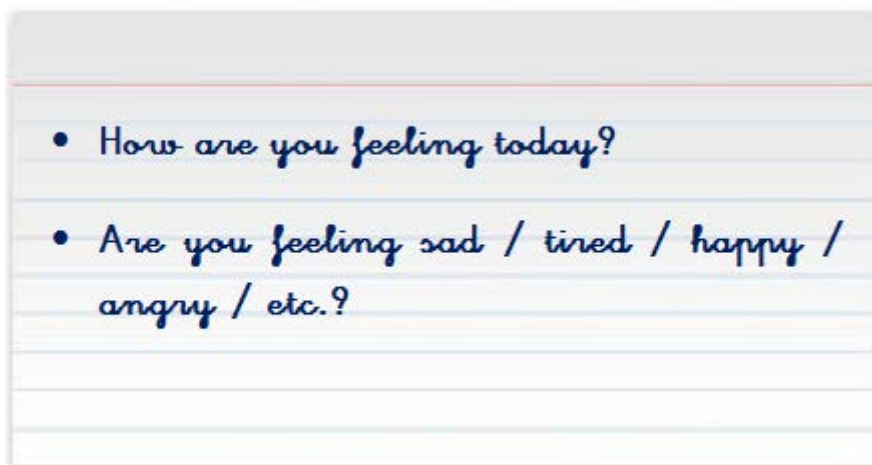 • How are you feeling today?
• Are you feeling sad / tired / happy /
angry / etc.?